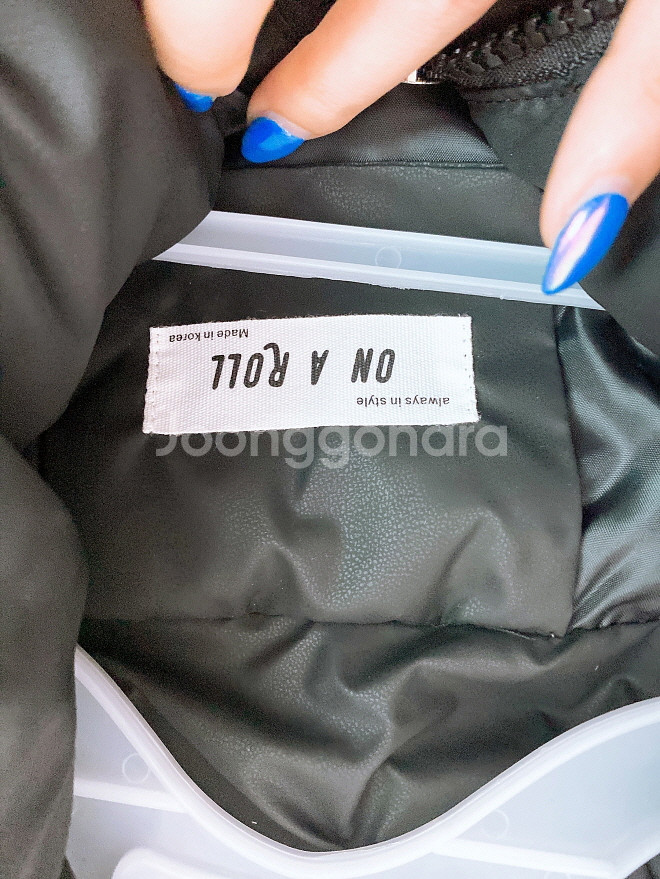 always in style
ON A ROLL
Made in korea
Joonggonara